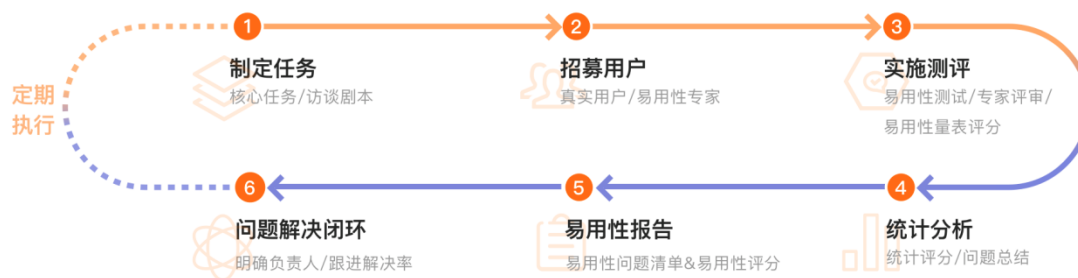 定期
执行
1
制定任务
核心任务/访谈剧本
2
招募用户
真实用户/易用性专家
3
实施测评
易用性测试/专家评审/
易用性量表评分
4
统计分析
统计评分/问题总结
5
易用性报告
易用性问题清单&易用性评分
6
问题解决闭环
明确负责人/跟进解决率